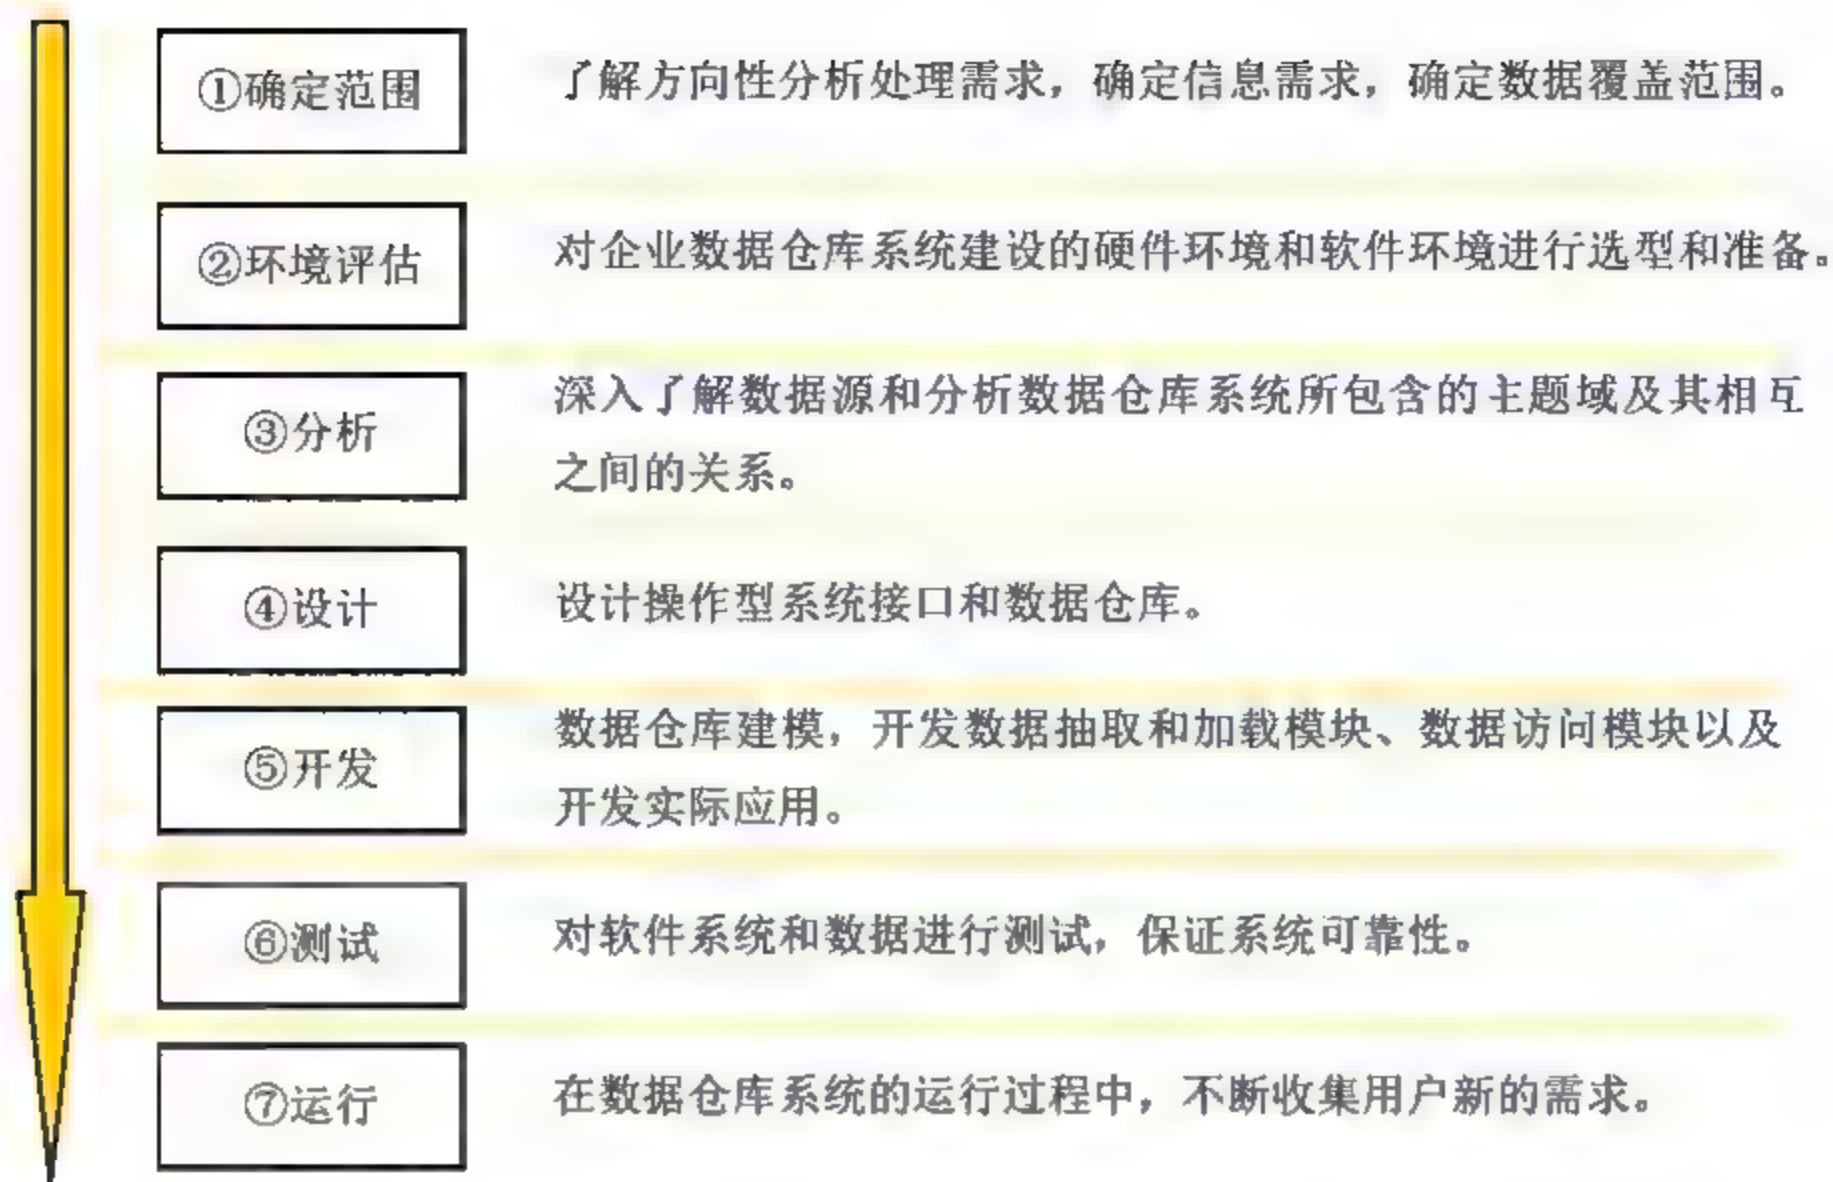 ①确定范围
了解方向性分析处理需求，确定信息需求，确定数据覆盖范围。
②环境评估
对企业数据仓库系统建设的硬件环境和软件环境进行选型和准备。
③分析
深入了解数据源和分析数据仓库系统所包含的主题域及其相互
之间的关系。
④设计
设计操作型系统接口和数据仓库。
⑤开发
数据仓库建模，开发数据抽取和加载模块、数据访问模块以及
开发实际应用。
⑥测试
对软件系统和数据进行测试，保证系统可靠性。
⑦运行
在数据仓库系统的运行过程中，不断收集用户新的需求。